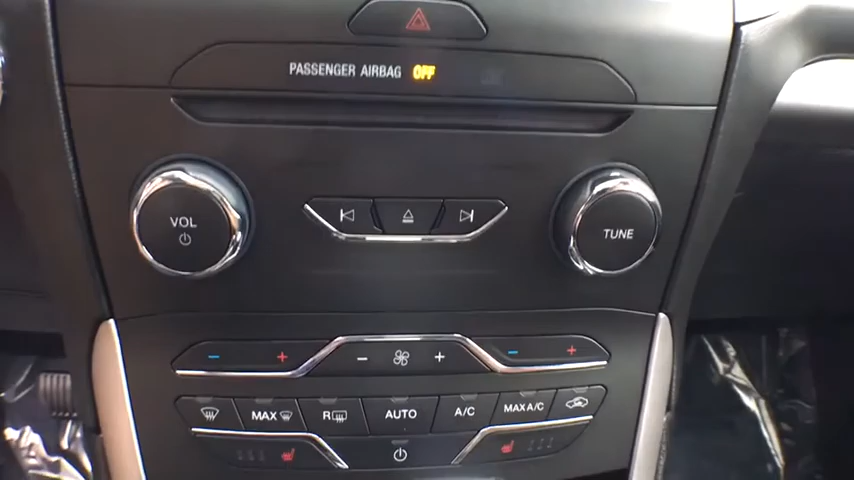 PASSENGER AIRBAG OFF
VOL
TUNE
- + - + - +
MAX R AUTO A/C MAX A/C